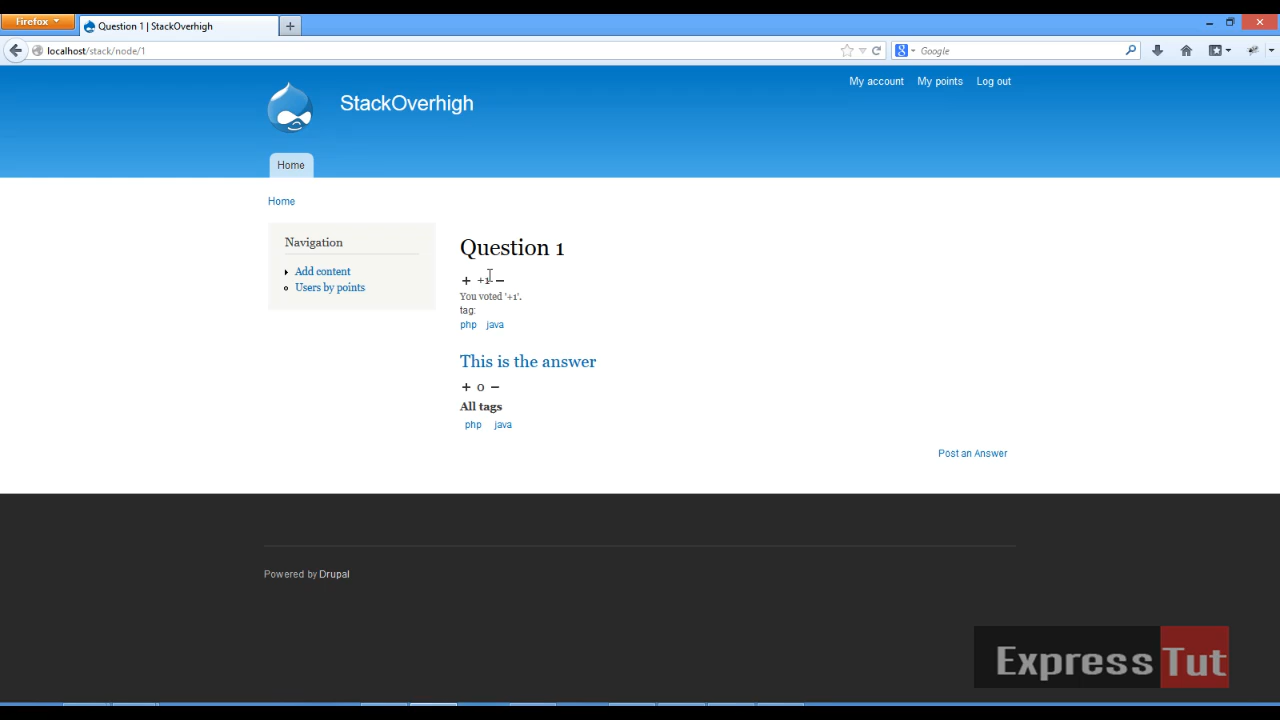 Firefox
Question 1 | StackOverhigh
localhost/stack/node/1
Google
My account My points Log out
StackOverhigh
Home
Home
Navigation
Add content
Users by points
Question 1
+ +1 −
You voted '+1'.
tag:
php java
This is the answer
+ 0 −
All tags
php java
Post an Answer
Powered by Drupal
Express Tut